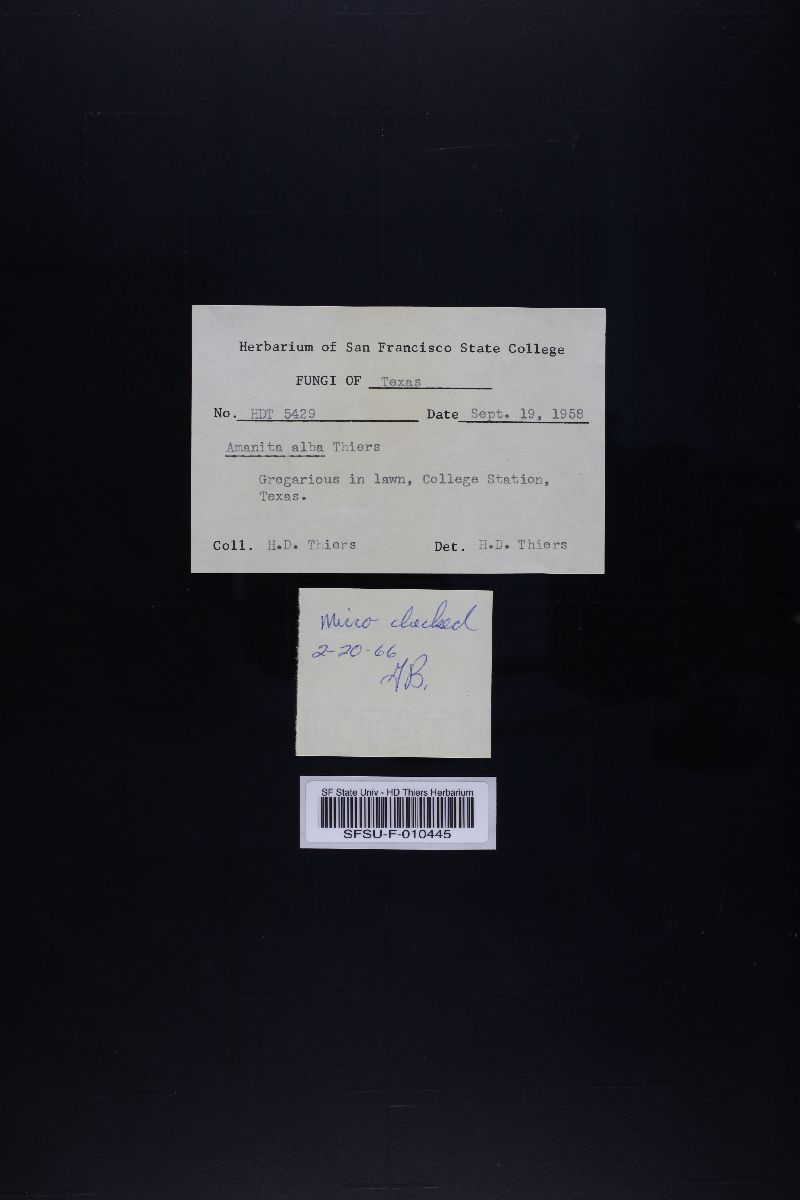 Herbarium of San Francisco State College
FUNGI OF Texas
No. HDT 5429 Date Sept. 19, 1958
Amanita alba Thiers
Gregarious in lawn, College Station,
Texas.
Coll. H.D. Thiers Det. H.D. Thiers
Micro checked
2-20-66
SF State Univ - HD Thiers Herbarium
SFSU-F-010445